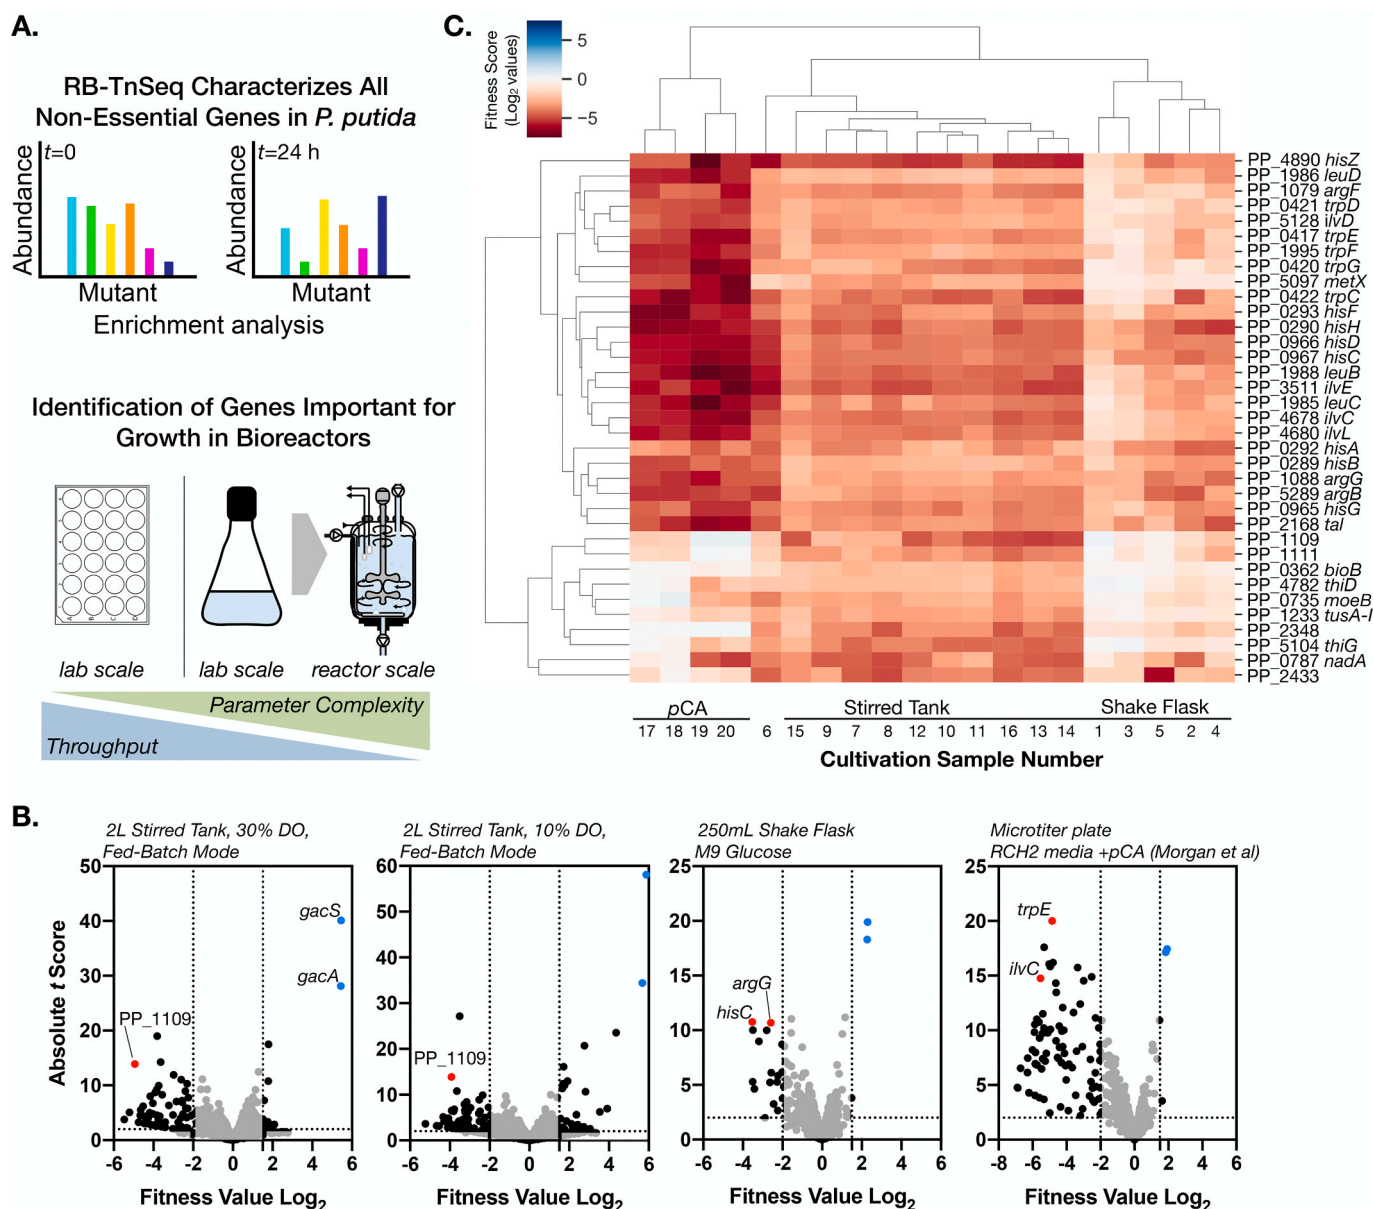 A.
RB-TnSeq Characterizes All
Non-Essential Genes in P. putida
Abundance
t=0
Mutant
Abundance
t=24 h
Mutant
Enrichment analysis
Identification of Genes Important for
Growth in Bioreactors
lab scale
lab scale
reactor scale
Parameter Complexity
Throughput
C.
Fitness Score
(Log2 values)
5
0
−5
PP_4890 hisZ
PP_1986 leuD
PP_1079 argF
PP_0421 trpD
PP_5128 ilvD
PP_0417 trpE
PP_1995 trpF
PP_0420 trpG
PP_5097 metX
PP_0422 trpC
PP_0293 hisF
PP_0290 hisH
PP_0966 hisD
PP_0967 hisC
PP_1988 leuB
PP_3511 ilvE
PP_1985 leuC
PP_4678 ilvC
PP_4680 ilvL
PP_0292 hisA
PP_0289 hisB
PP_1088 argG
PP_5289 argB
PP_0965 hisG
PP_2168 tal
PP_1109
PP_1111
PP_0362 bioB
PP_4782 thiD
PP_0735 moeB
PP_1233 tusA-I
PP_2348
PP_5104 thiG
PP_0787 nadA
PP_2433
pCA
Stirred Tank
Shake Flask
17 18 19 20 6 15 9 7 8 12 10 11 16 13 14 1 3 5 2 4
Cultivation Sample Number
B.
2L Stirred Tank, 30% DO,
Fed-Batch Mode
Absolute t Score
50
40
30
20
10
0
gacS
gacA
PP_1109
-6 -4 -2 0 2 4 6
Fitness Value Log2
2L Stirred Tank, 10% DO,
Fed-Batch Mode
60
50
40
30
20
10
0
PP_1109
-6 -4 -2 0 2 4 6
Fitness Value Log2
250mL Shake Flask
M9 Glucose
25
20
15
10
5
0
argG
hisC
-6 -4 -2 0 2 4 6
Fitness Value Log2
Microtiter plate
RCH2 media +pCA (Morgan et al)
25
20
15
10
5
0
trpE
ilvC
-8 -6 -4 -2 0 2 4 6
Fitness Value Log2